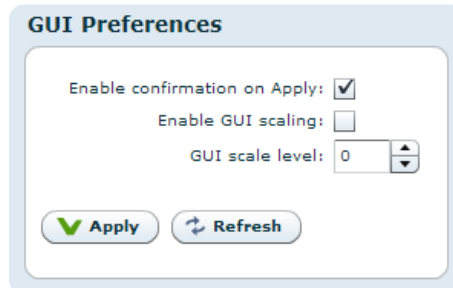 GUI Preferences
Enable confirmation on Apply:
Enable GUI scaling:
GUI scale level: 0
Apply Refresh